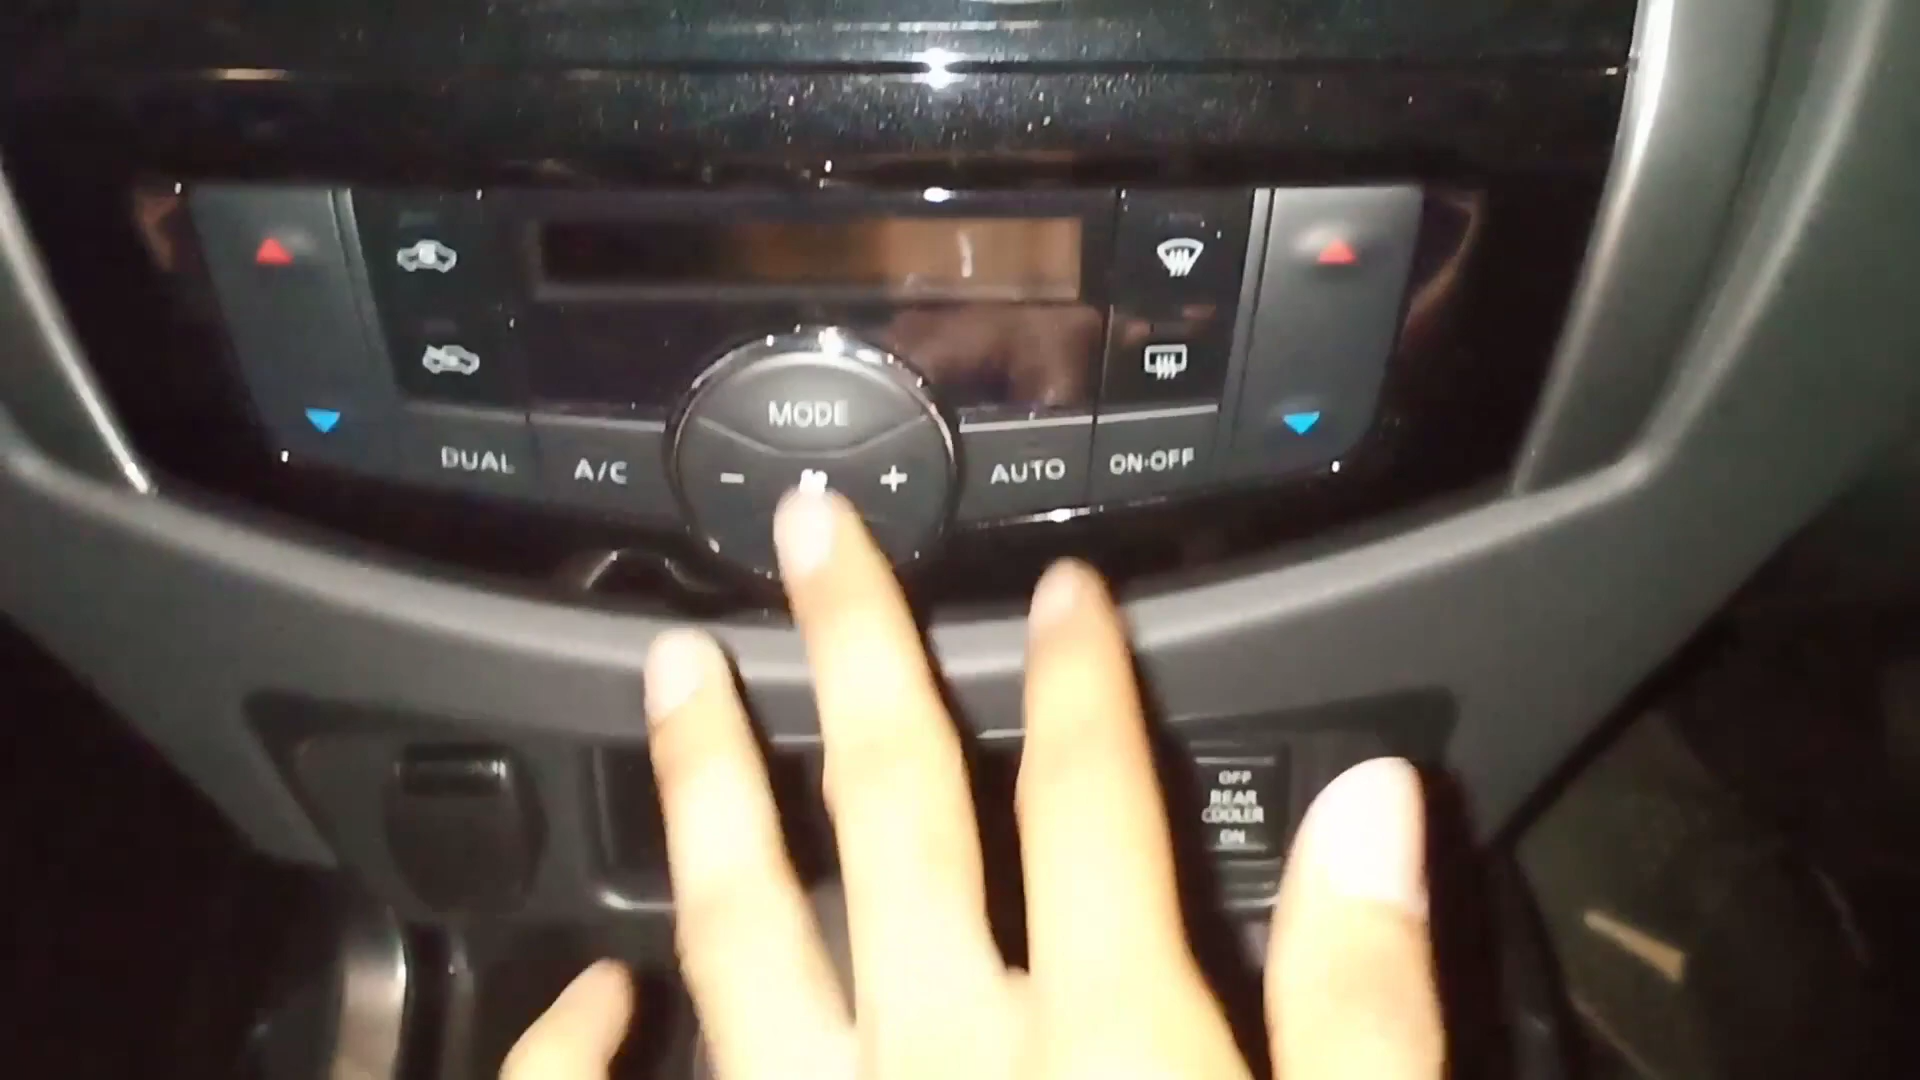 MODE
DUAL
A/C
-
+
AUTO
ON·OFF
OFF
REAR
COOLER
ON